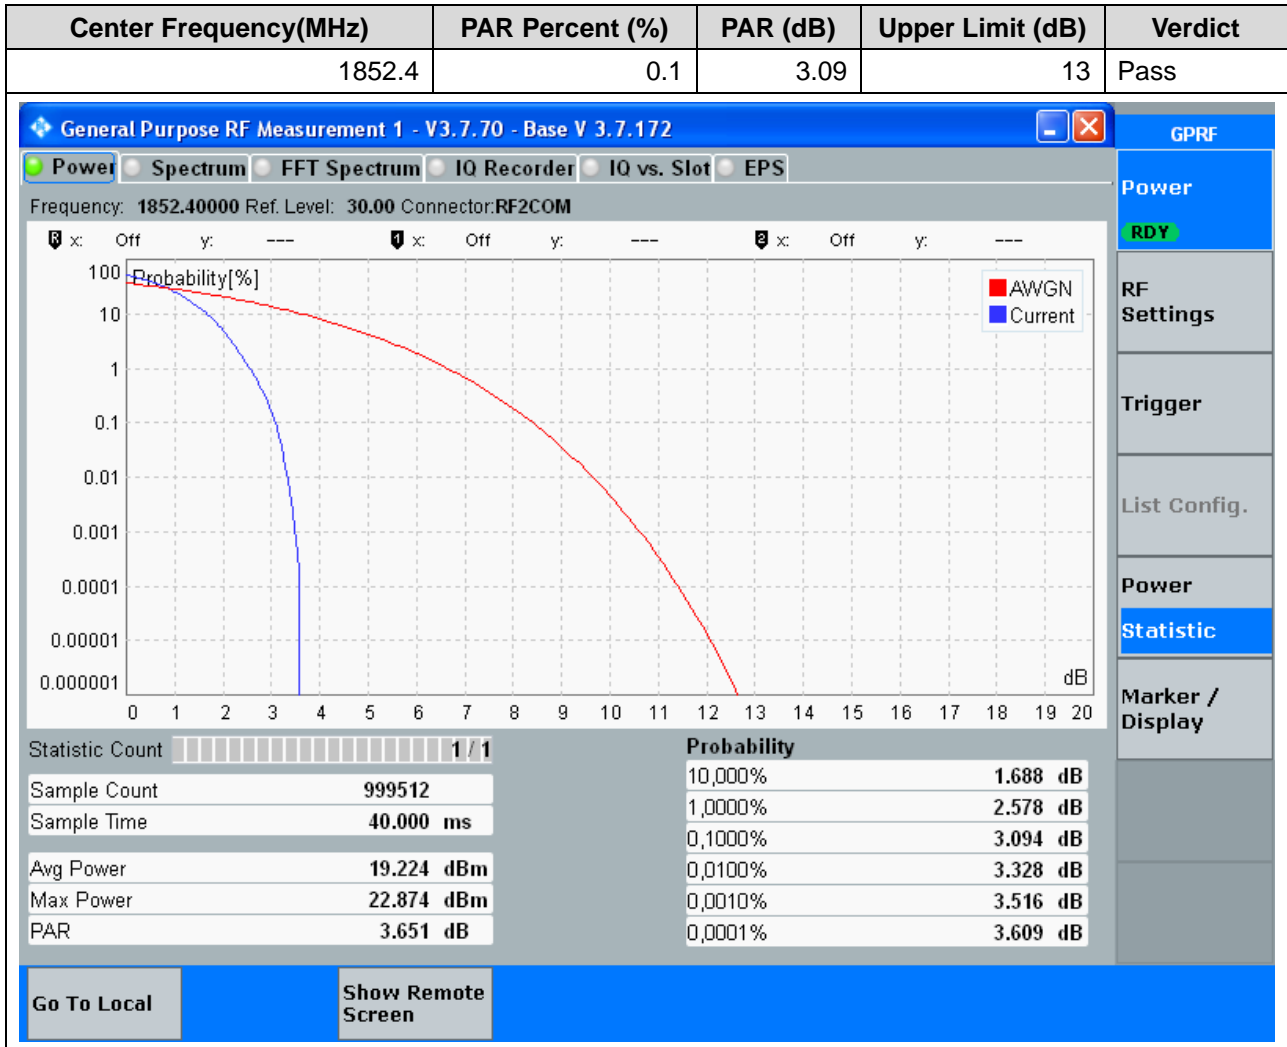 Center Frequency(MHz) PAR Percent (%) PAR (dB) Upper Limit (dB) Verdict
1852.4 0.1 3.09 13 Pass
General Purpose RF Measurement 1 - V3.7.70 - Base V 3.7.172
GPRF
Power Spectrum FFT Spectrum IQ Recorder IQ vs. Slot EPS
Frequency: 1852.40000 Ref. Level: 30.00 Connector:RF2COM
R x: Off y: --- 1 x: Off y: --- 2 x: Off y: ---
Probability[%]
AWGN
Current
100
10
1
0.1
0.01
0.001
0.0001
0.00001
0.000001
dB
0 1 2 3 4 5 6 7 8 9 10 11 12 13 14 15 16 17 18 19 20
Statistic Count 1 / 1
Sample Count 999512
Sample Time 40.000 ms
Avg Power 19.224 dBm
Max Power 22.874 dBm
PAR 3.651 dB
Probability
10,000% 1.688 dB
1,0000% 2.578 dB
0,1000% 3.094 dB
0,0100% 3.328 dB
0,0010% 3.516 dB
0,0001% 3.609 dB
Power
RDY
RF
Settings
Trigger
List Config.
Power
Statistic
Marker /
Display
Go To Local
Show Remote
Screen